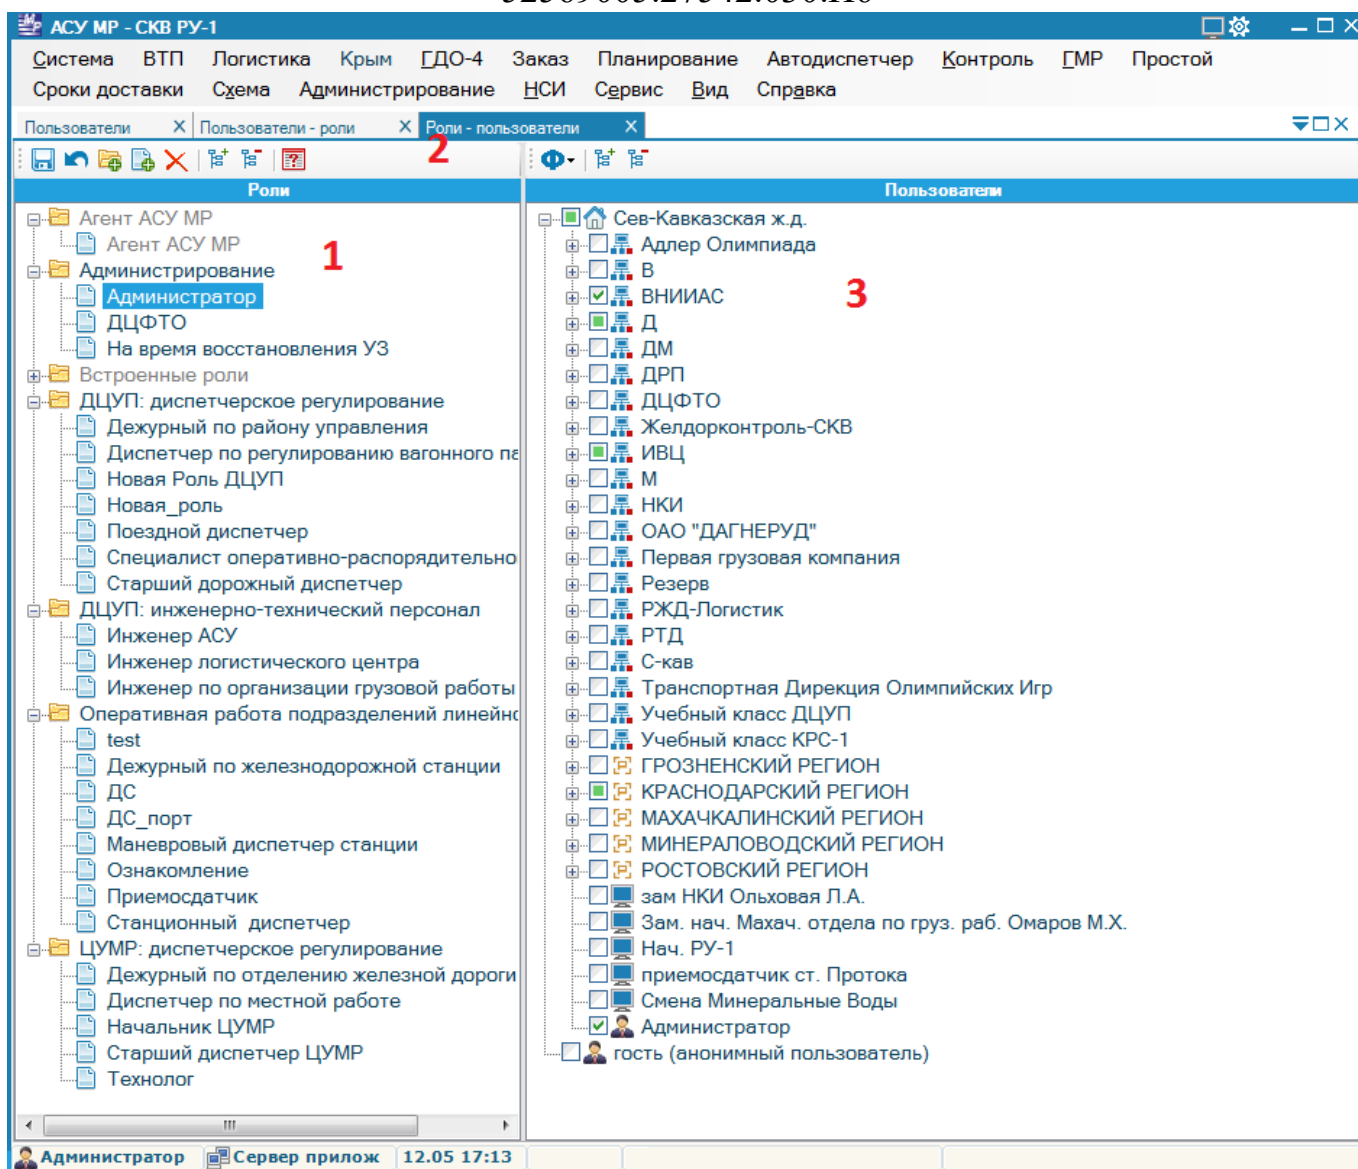 АСУ МР - СКВ РУ-1
Система ВТП Логистика Крым ГДО-4 Заказ Планирование Автодиспетчер Контроль ГМР Простой
Сроки доставки Схема Администрирование НСИ Сервис Вид Справка
Пользователи X Пользователи - роли X Роли - пользователи X
2
Роли
Агент АСУ МР
Агент АСУ МР
1
Администрирование
Администратор
ДЦФТО
На время восстановления УЗ
Встроенные роли
ДЦУП: диспетчерское регулирование
Дежурный по району управления
Диспетчер по регулированию вагонного па
Новая Роль ДЦУП
Новая_роль
Поездной диспетчер
Специалист оперативно-распорядительно
Старший дорожный диспетчер
ДЦУП: инженерно-технический персонал
Инженер АСУ
Инженер логистического центра
Инженер по организации грузовой работы
Оперативная работа подразделений линейно
test
Дежурный по железнодорожной станции
ДС
ДС_порт
Маневровый диспетчер станции
Ознакомление
Приемосдатчик
Станционный диспетчер
ЦУМР: диспетчерское регулирование
Дежурный по отделению железной дороги
Диспетчер по местной работе
Начальник ЦУМР
Старший диспетчер ЦУМР
Технолог
Пользователи
Сев-Кавказская ж.д.
Адлер Олимпиада
В
ВНИИАС
3
Д
ДМ
ДРП
ДЦФТО
Желдорконтроль-СКВ
ИВЦ
М
НКИ
ОАО "ДАГНЕРУД"
Первая грузовая компания
Резерв
РЖД-Логистик
РТД
С-кав
Транспортная Дирекция Олимпийских Игр
Учебный класс ДЦУП
Учебный класс КРС-1
ГРОЗНЕНСКИЙ РЕГИОН
КРАСНОДАРСКИЙ РЕГИОН
МАХАЧКАЛИНСКИЙ РЕГИОН
МИНЕРАЛОВОДСКИЙ РЕГИОН
РОСТОВСКИЙ РЕГИОН
зам НКИ Ольховая Л.А.
Зам. нач. Махач. отдела по груз. раб. Омаров М.Х.
Нач. РУ-1
приемосдатчик ст. Протока
Смена Минеральные Воды
Администратор
гость (анонимный пользователь)
Администратор Сервер прилож 12.05 17:13